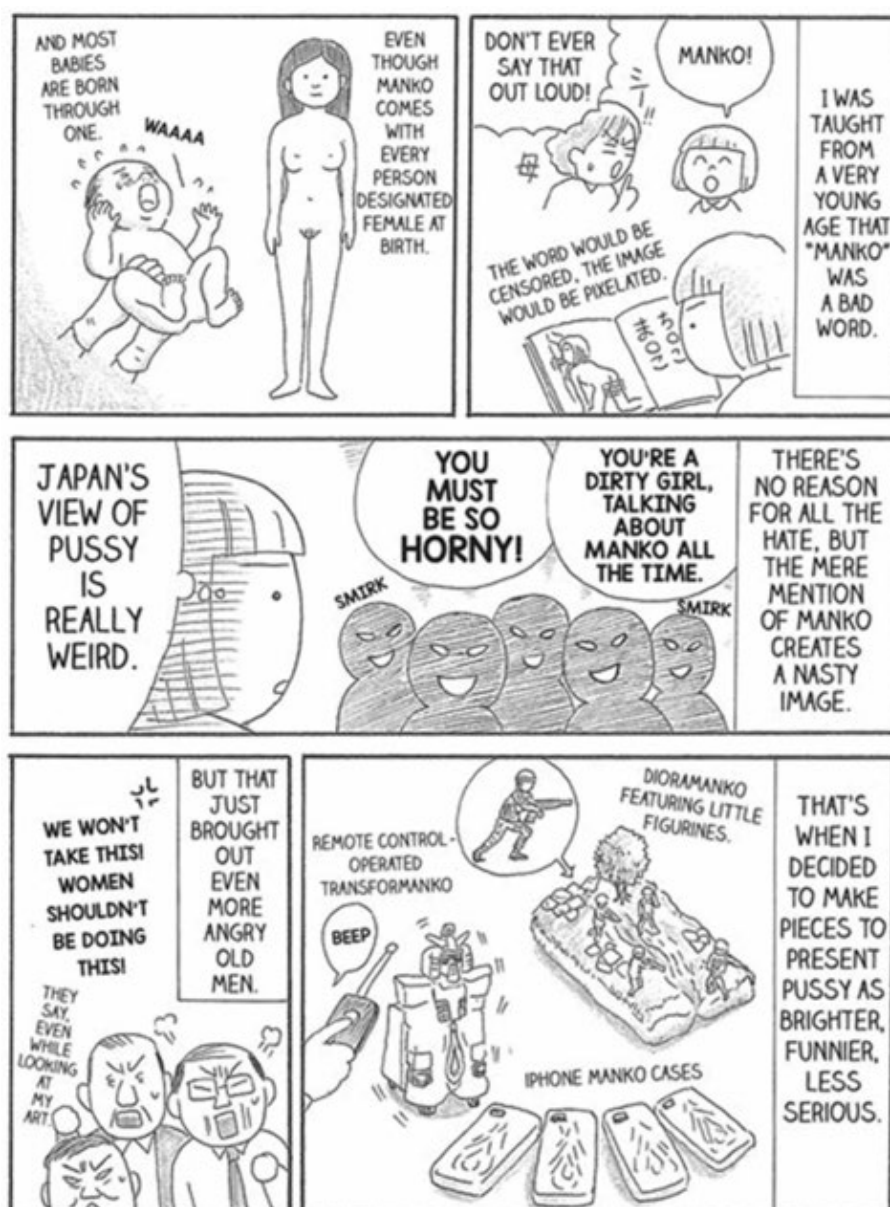 I WAS
TAUGHT
FROM
A VERY
YOUNG
AGE THAT
"MANKO"
WAS
A BAD
WORD.
MANKO!
DON'T EVER
SAY THAT
OUT LOUD!
THE WORD WOULD BE
CENSORED, THE IMAGE
WOULD BE PIXELATED.
EVEN
THOUGH
MANKO
COMES
WITH
EVERY
PERSON
DESIGNATED
FEMALE AT
BIRTH.
AND MOST
BABIES
ARE BORN
THROUGH
ONE.
WAAAA
THERE'S
NO REASON
FOR ALL THE
HATE, BUT
THE MERE
MENTION
OF MANKO
CREATES
A NASTY
IMAGE.
YOU'RE A
DIRTY GIRL,
TALKING
ABOUT
MANKO ALL
THE TIME.
SMIRK
YOU
MUST
BE SO
HORNY!
SMIRK
JAPAN'S
VIEW OF
PUSSY
IS
REALLY
WEIRD.
THAT'S
WHEN I
DECIDED
TO MAKE
PIECES TO
PRESENT
PUSSY AS
BRIGHTER,
FUNNIER,
LESS
SERIOUS.
DIORAMANKO
FEATURING LITTLE
FIGURINES.
REMOTE CONTROL-
OPERATED
TRANSFORMANKO
BEEP
IPHONE MANKO CASES
BUT THAT
JUST
BROUGHT
OUT
EVEN
MORE
ANGRY
OLD
MEN.
WE WON'T
TAKE THIS!
WOMEN
SHOULDN'T
BE DOING
THIS!
THEY
SAY,
EVEN
WHILE
LOOKING
AT
MY
ART.